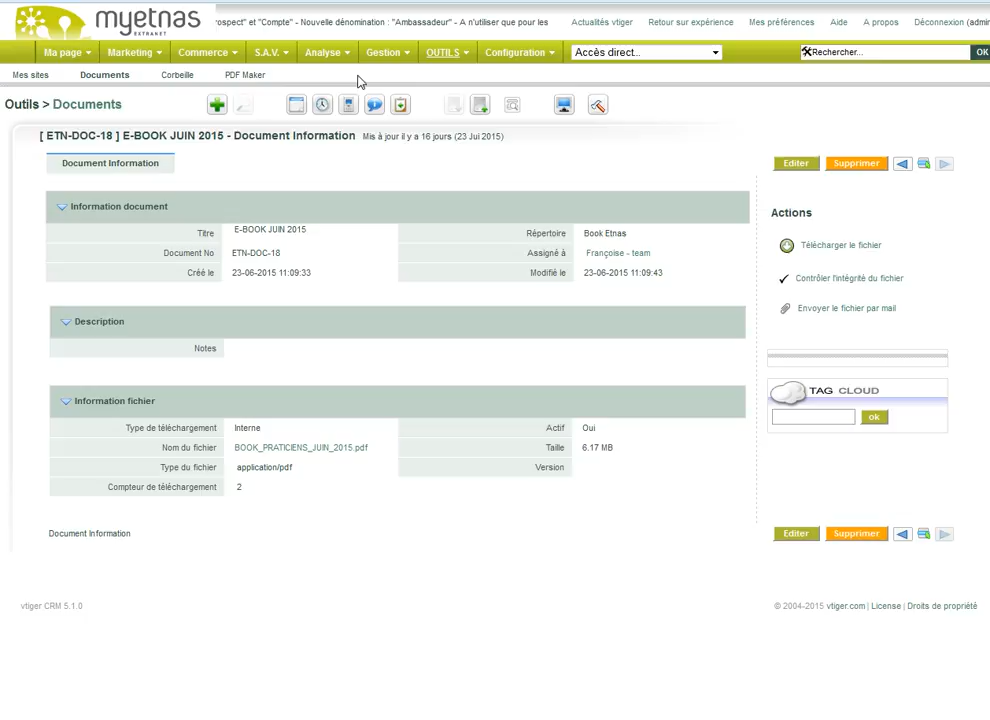 myetnas
EXTRANET
rospect" et "Compte" - Nouvelle dénomination : "Ambassadeur" - A n'utiliser que pour les
Actualités vtiger
Retour sur expérience
Mes préférences
Aide
A propos
Déconnexion (admin
Ma page
Marketing
Commerce
S.A.V.
Analyse
Gestion
OUTILS
Configuration
Accès direct...
Rechercher...
OK
Mes sites
Documents
Corbeille
PDF Maker
Outils > Documents
[ ETN-DOC-18 ] E-BOOK JUIN 2015 - Document Information Mis à jour il y a 16 jours (23 Jui 2015)
Document Information
Editer
Supprimer
Information document
Titre E-BOOK JUIN 2015 Répertoire Book Etnas
Document No ETN-DOC-18 Assigné à Françoise - team
Créé le 23-06-2015 11:09:33 Modifié le 23-06-2015 11:09:43
Description
Notes
Information fichier
Type de téléchargement Interne Actif Oui
Nom du fichier BOOK_PRATICIENS_JUIN_2015.pdf Taille 6.17 MB
Type du fichier application/pdf Version
Compteur de téléchargement 2
Actions
Télécharger le fichier
Contrôler l'intégrité du fichier
Envoyer le fichier par mail
TAG CLOUD
ok
Document Information
Editer
Supprimer
vtiger CRM 5.1.0
© 2004-2015 vtiger.com | License | Droits de propriété